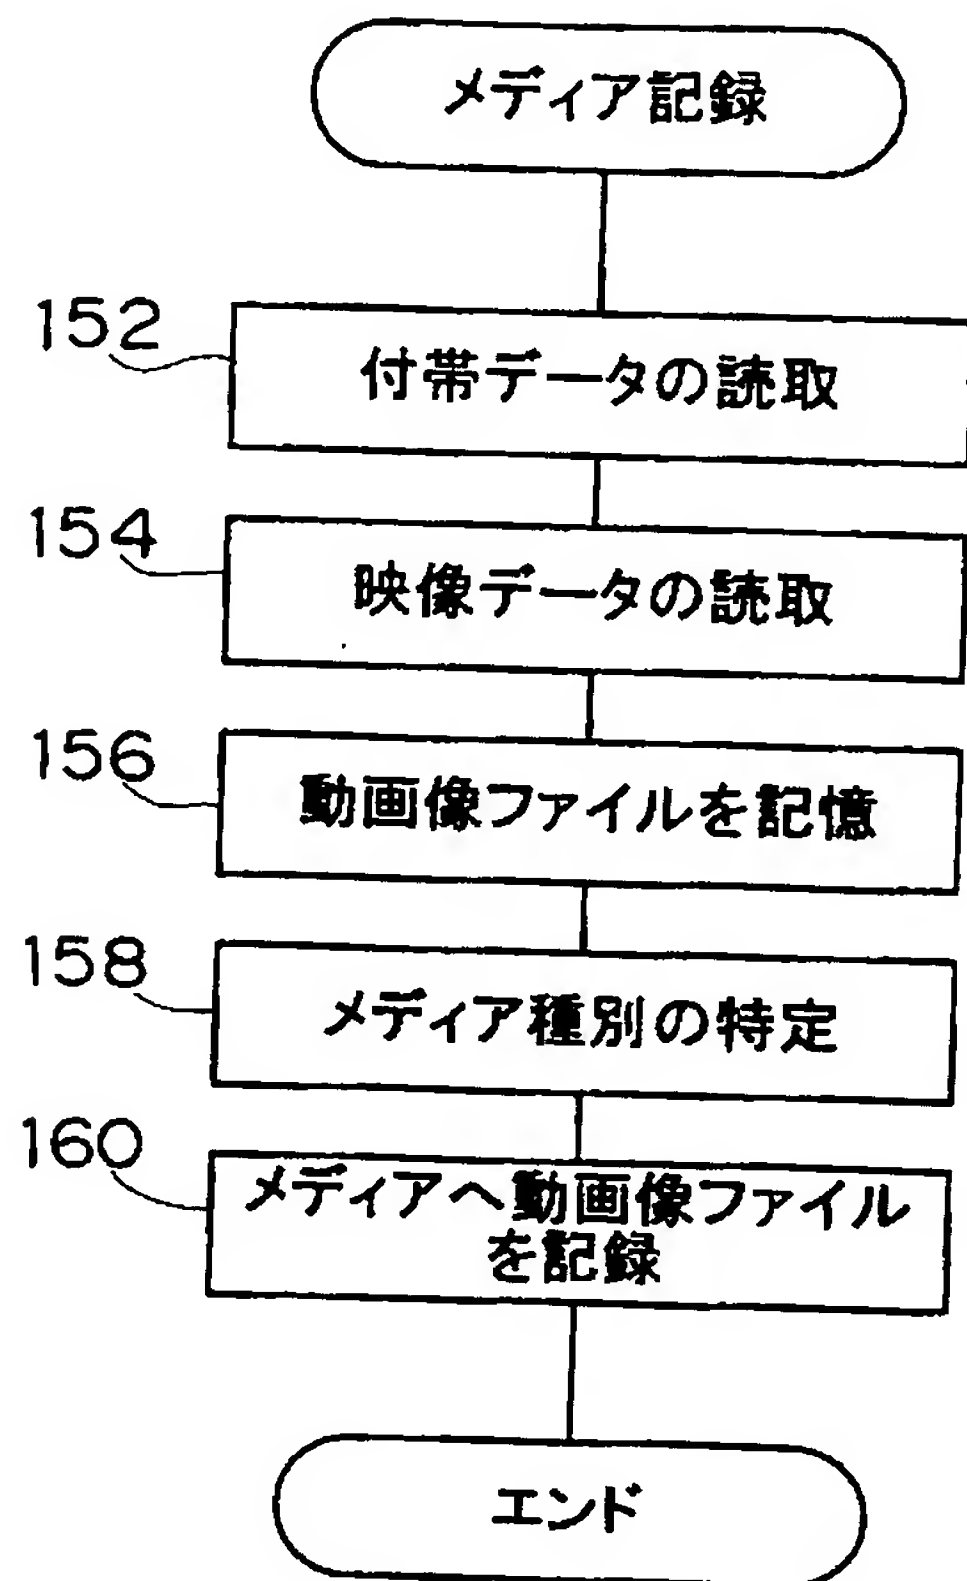 メディア記録
152
付帯データの読取
154
映像データの読取
156
動画像ファイルを記憶
158
メディア種別の特定
160
メディアへ動画像ファイル
を記録
エンド